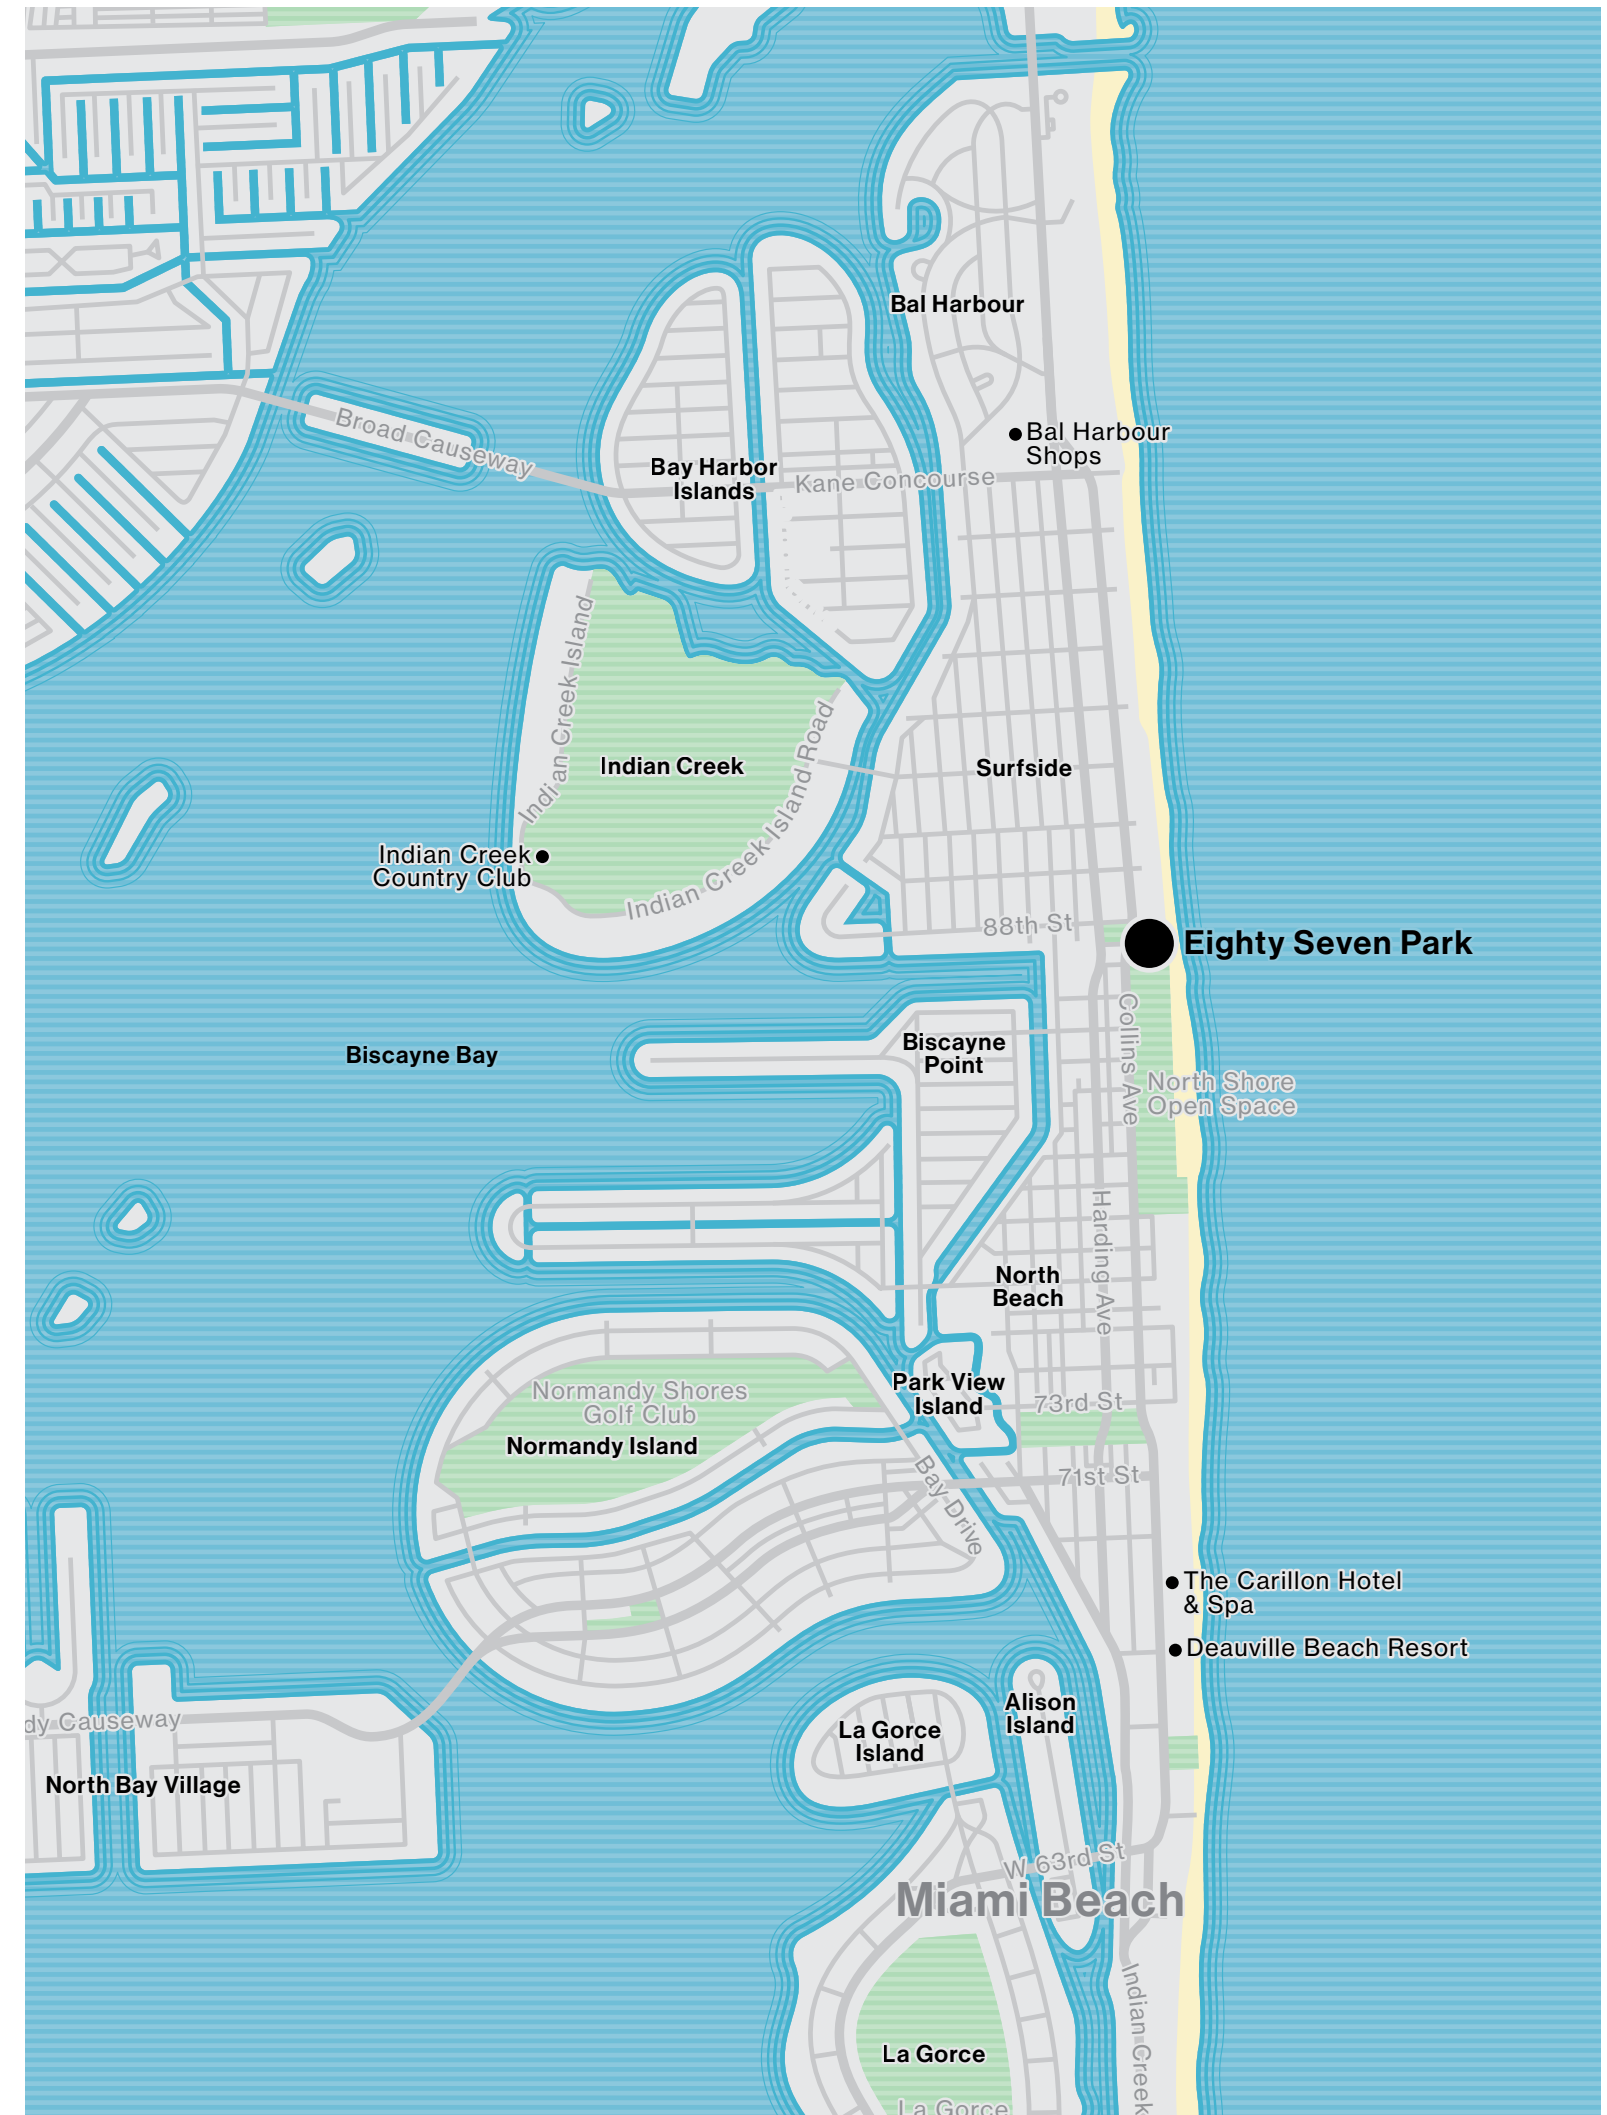 Bal Harbour
Broad Causeway
Bal Harbour
Shops
Bay Harbor
Islands
Kane Concourse
Indian Creek Island
Indian Creek Island Road
Indian Creek
Surfside
Indian Creek
Country Club
88th St
Eighty Seven Park
Collins Ave
Biscayne Bay
Biscayne
Point
North Shore
Open Space
Harding Ave
North
Beach
Park View
Island
Normandy Shores
Golf Club
73rd St
Normandy Island
Bay Drive
71st St
The Carillon Hotel
& Spa
Deauville Beach Resort
Alison
Island
dy Causeway
La Gorce
Island
North Bay Village
W 63rd St
Miami Beach
Indian Creek
La Gorce
La Gorce